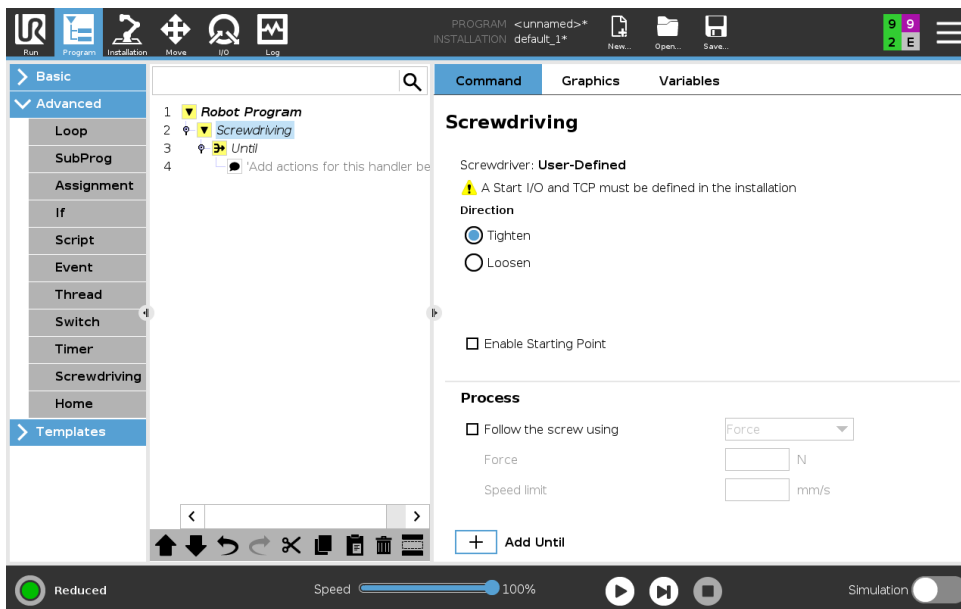 PROGRAM <unnamed>*
INSTALLATION default_1*
9 9
2 E
Run
Program
Installation
Move
I/O
Log
New...
Open...
Save...
Basic
Advanced
Loop
SubProg
Assignment
If
Script
Event
Thread
Switch
Timer
Screwdriving
Home
Templates
1 Robot Program
2 Screwdriving
3 Until
4 'Add actions for this handler be
Command Graphics Variables
Screwdriving
Screwdriver: User-Defined
A Start I/O and TCP must be defined in the installation
Direction
Tighten
Loosen
Enable Starting Point
Process
Follow the screw using Force
Force N
Speed limit mm/s
+ Add Until
Reduced
Speed 100%
Simulation